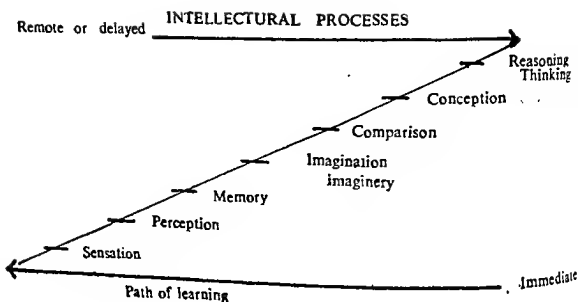 INTELLECTURAL PROCESSES
Remote or delayed
Reasoning
Thinking
Conception
Comparison
Imagination
Imaginery
Memory
Perception
Sensation
Immediate
Path of learning